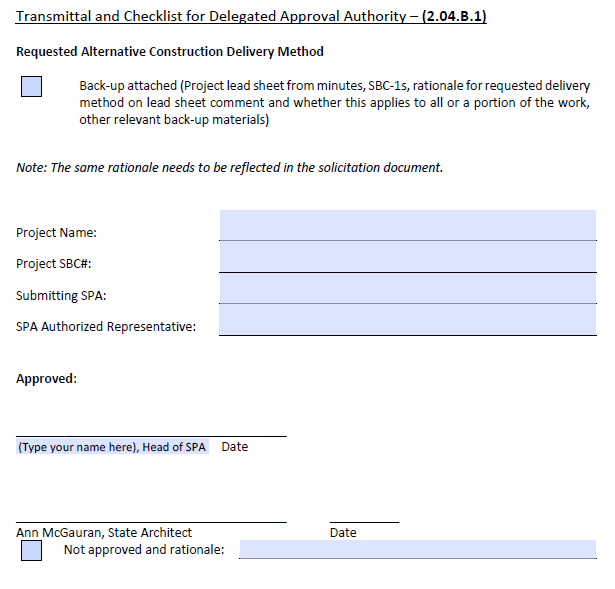 Transmittal and Checklist for Delegated Approval Authority – (2.04.B.1)
Requested Alternative Construction Delivery Method
Back-up attached (Project lead sheet from minutes, SBC-1s, rationale for requested delivery
method on lead sheet comment and whether this applies to all or a portion of the work,
other relevant back-up materials)
Note: The same rationale needs to be reflected in the solicitation document.
Project Name:
Project SBC#:
Submitting SPA:
SPA Authorized Representative:
Approved:
(Type your name here), Head of SPA Date
Ann McGauran, State Architect Date
Not approved and rationale: